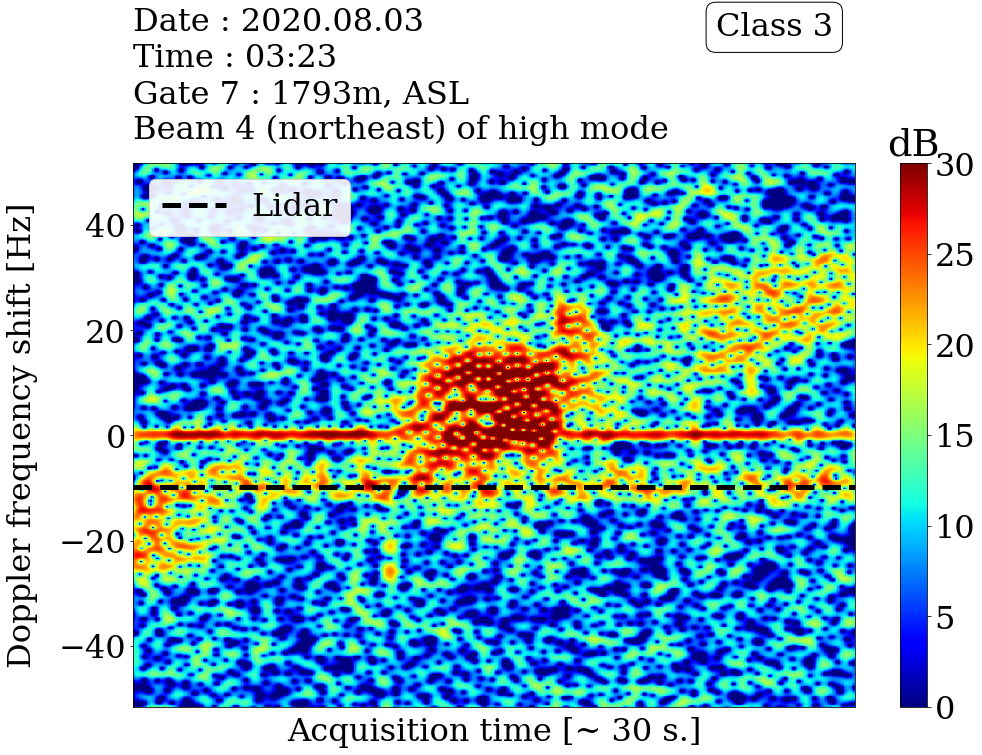 Date : 2020.08.03
Time : 03:23
Gate 7 : 1793m, ASL
Beam 4 (northeast) of high mode
Class 3
dB
Lidar
Doppler frequency shift [Hz]
40
20
0
−20
−40
Acquisition time [~ 30 s.]
30
25
20
15
10
5
0